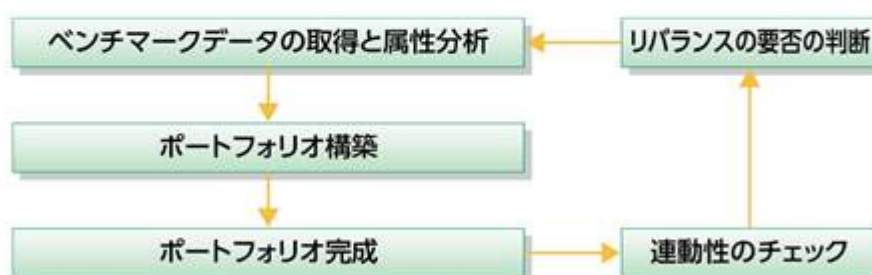 ベンチマークデータの取得と属性分析
リバランスの要否の判断
ポートフォリオ構築
ポートフォリオ完成
連動性のチェック